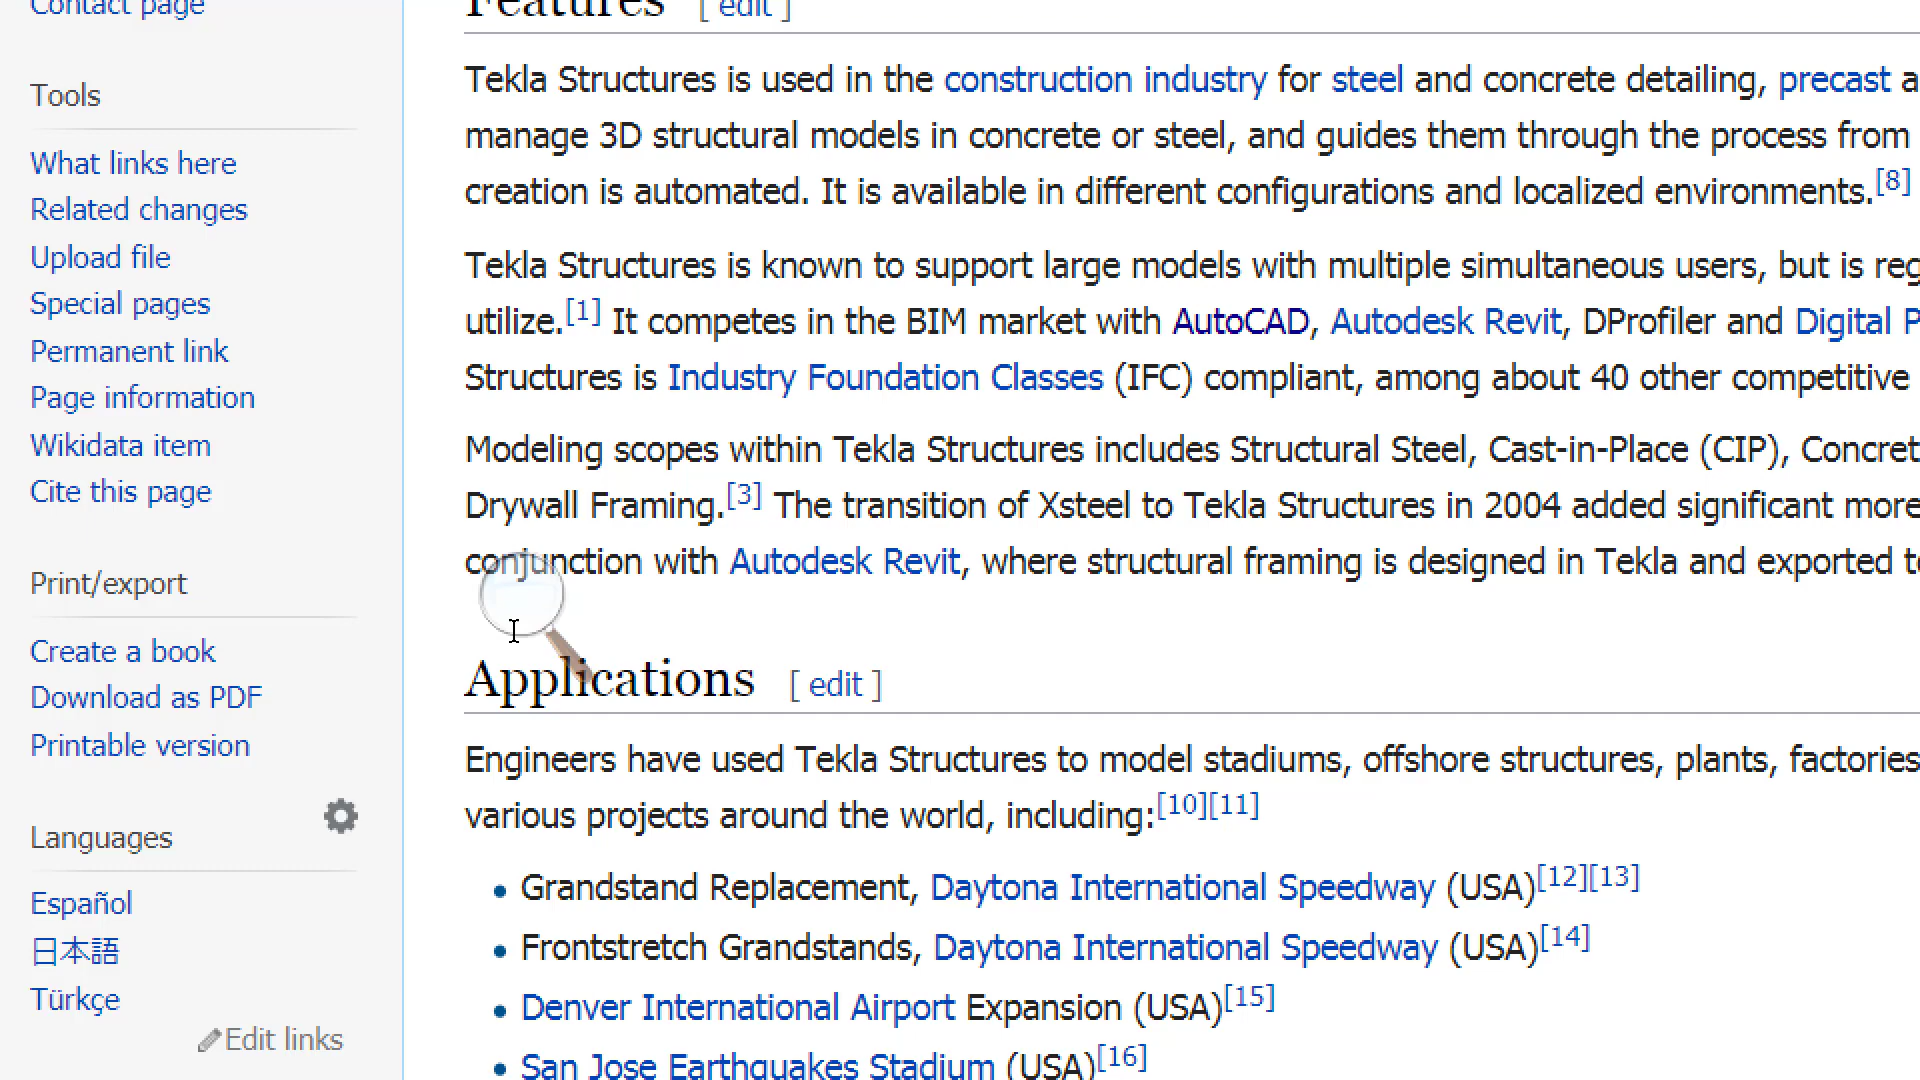 Contact page
Tools
What links here
Related changes
Upload file
Special pages
Permanent link
Page information
Wikidata item
Cite this page
Print/export
Create a book
Download as PDF
Printable version
Languages
Español
日本語
Türkçe
Edit links
Features [ edit ]
Tekla Structures is used in the construction industry for steel and concrete detailing, precast a
manage 3D structural models in concrete or steel, and guides them through the process from
creation is automated. It is available in different configurations and localized environments.[8]
Tekla Structures is known to support large models with multiple simultaneous users, but is reg
utilize.[1] It competes in the BIM market with AutoCAD, Autodesk Revit, DProfiler and Digital P
Structures is Industry Foundation Classes (IFC) compliant, among about 40 other competitive
Modeling scopes within Tekla Structures includes Structural Steel, Cast-in-Place (CIP), Concret
Drywall Framing.[3] The transition of Xsteel to Tekla Structures in 2004 added significant more
conjunction with Autodesk Revit, where structural framing is designed in Tekla and exported to
Applications [ edit ]
Engineers have used Tekla Structures to model stadiums, offshore structures, plants, factories
various projects around the world, including:[10][11]
• Grandstand Replacement, Daytona International Speedway (USA)[12][13]
• Frontstretch Grandstands, Daytona International Speedway (USA)[14]
• Denver International Airport Expansion (USA)[15]
• San Jose Earthquakes Stadium (USA)[16]